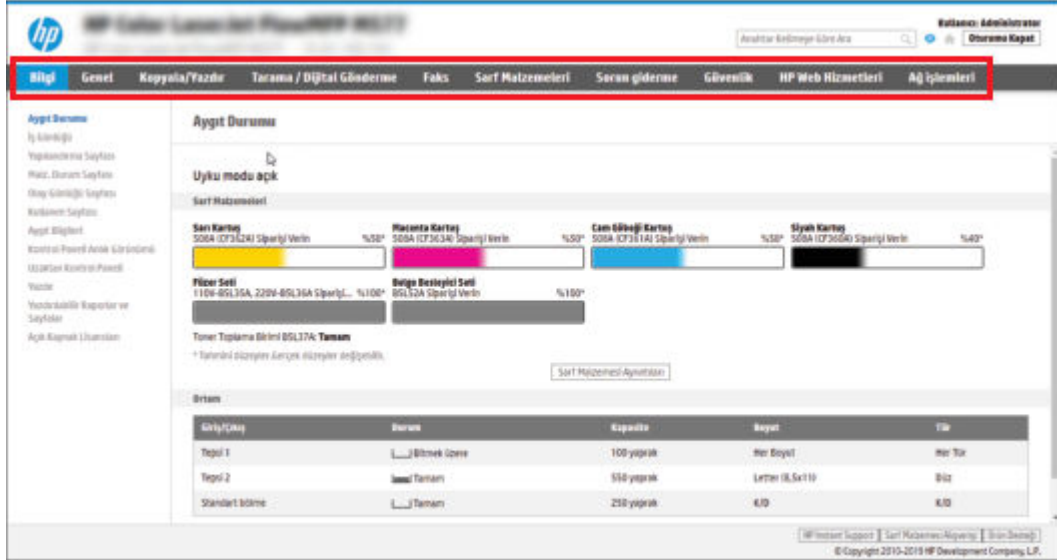 hp
Kullanıcı: Administrator
Anahtar Kelimeye Göre Ara
Oturumu Kapat
Bilgi Genel Kopyala/Yazdır Tarama / Dijital Gönderme Faks Sarf Malzemeleri Sorun giderme Güvenlik HP Web Hizmetleri Ağ işlemleri
Aygıt Durumu
İş Günlüğü
Yapılandırma Sayfası
Malz. Durum Sayfası
Olay Günlüğü Sayfası
Kullanım Sayfası
Aygıt Bilgileri
Kontrol Paneli Anlık Görünümü
Uzaktan Kontrol Paneli
Yazdır
Yazdırılabilir Raporlar ve
Sayfalar
Açık Kaynak Lisansları
Aygıt Durumu
Uyku modu açık
Sarf Malzemeleri
Sarı Kartuş
508A (CF362A) Siparişi Verin %50*
Macenta Kartuş
508A (CF363A) Siparişi Verin %50*
Cam Göbeği Kartuş
508A (CF361A) Siparişi Verin %50*
Siyah Kartuş
508A (CF360A) Siparişi Verin %40*
Füzer Seti
110V-B5L35A, 220V-B5L36A Siparişi... %100*
Belge Besleyici Seti
B5L52A Siparişi Verin %100*
Toner Toplama Birimi B5L37A: Tamam
* Tahmini düzeyler. Gerçek düzeyler değişebilir.
Sarf Malzemesi Ayrıntıları
Ortam
Giriş/Çıkış Durum Kapasite Boyut Tür
Tepsi 1 Bitmek üzere 100 yaprak Her Boyut Her Tür
Tepsi 2 Tamam 550 yaprak Letter (8,5x11) Düz
Standart bölme Tamam 250 yaprak K/D K/D
HP Instant Support Sarf Malzemesi Alışverişi Ürün Desteği
© Copyright 2010-2019 HP Development Company, L.P.